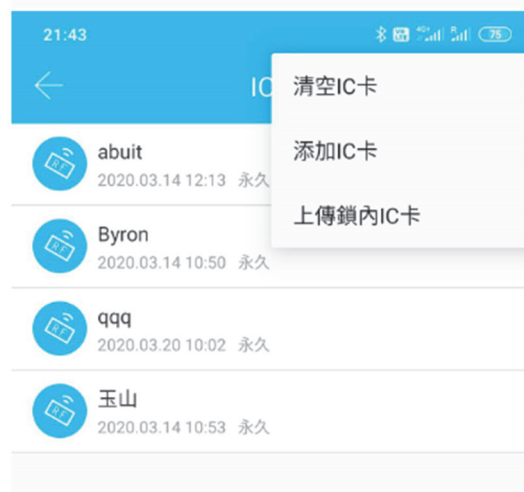 21:43
75
IC
清空IC卡
添加IC卡
上傳鎖內IC卡
abuit
2020.03.14 12:13 永久
Byron
2020.03.14 10:50 永久
qqq
2020.03.20 10:02 永久
玉山
2020.03.14 10:53 永久